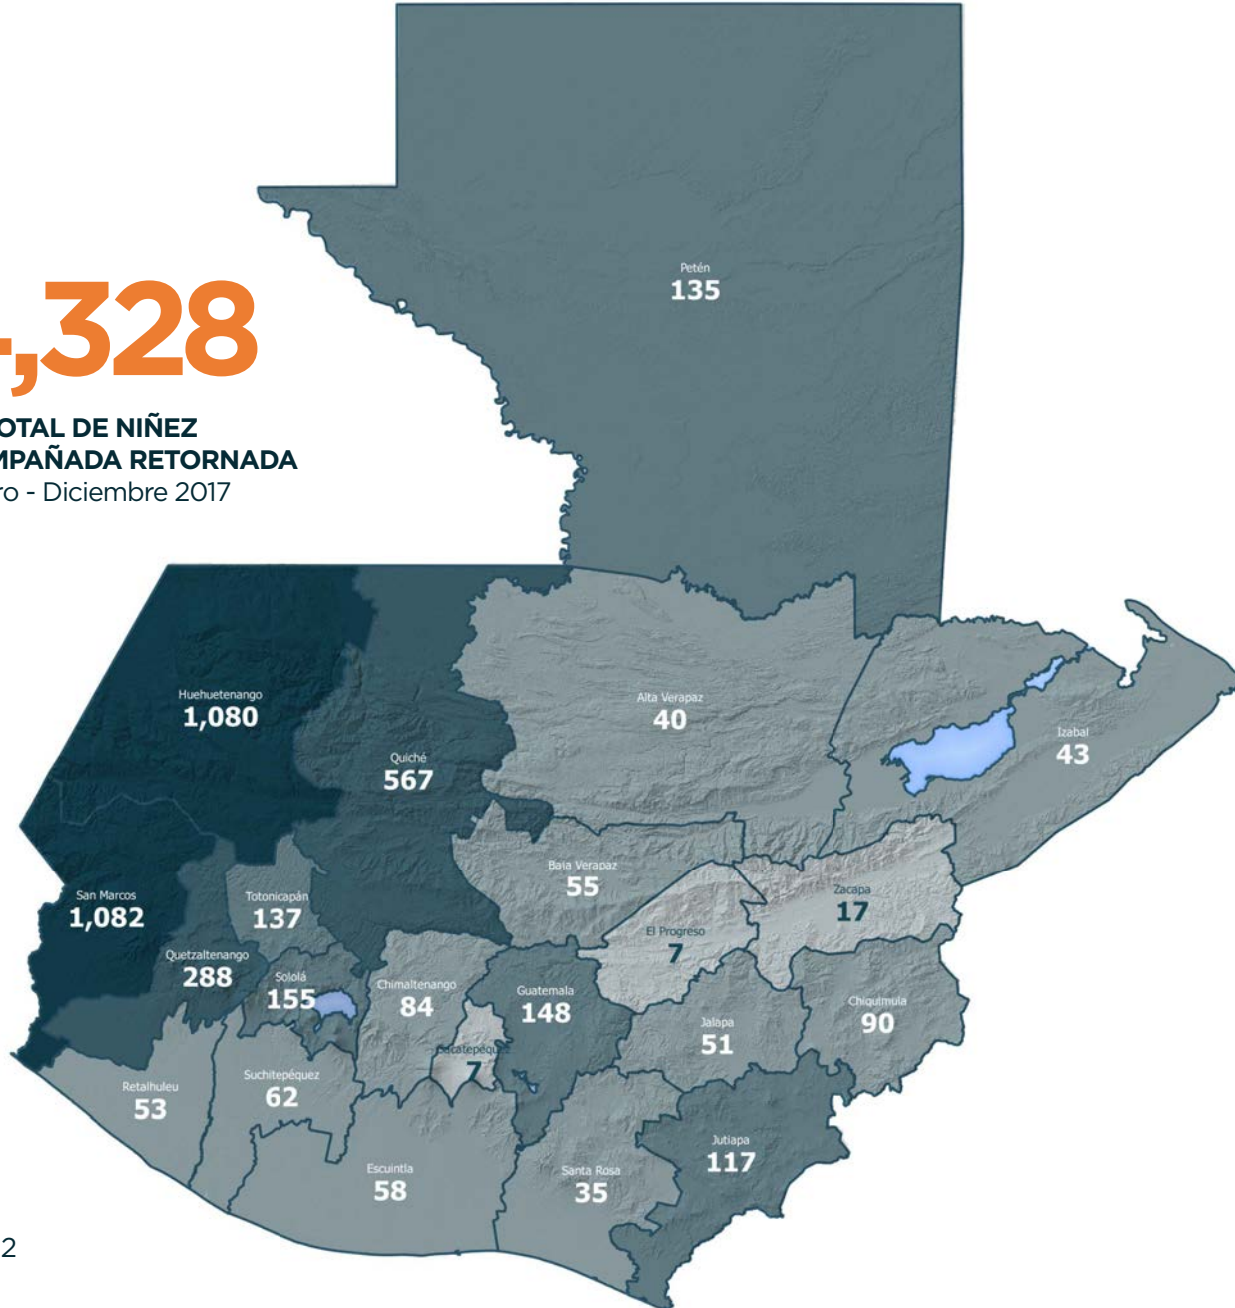 ,328
OTAL DE NIÑEZ
MPAÑADA RETORNADA
ro - Diciembre 2017
Petén
135
Huehuetenango
1,080
Quiché
567
Alta Verapaz
40
Izabal
43
San Marcos
1,082
Totonicapán
137
Baja Verapaz
55
Zacapa
17
El Progreso
7
Quetzaltenango
288
Sololá
155
Chimaltenango
84
Guatemala
148
Jalapa
51
Chiquimula
90
Sacatepéquez
7
Retalhuleu
53
Suchitepéquez
62
Escuintla
58
Santa Rosa
35
Jutiapa
117
2